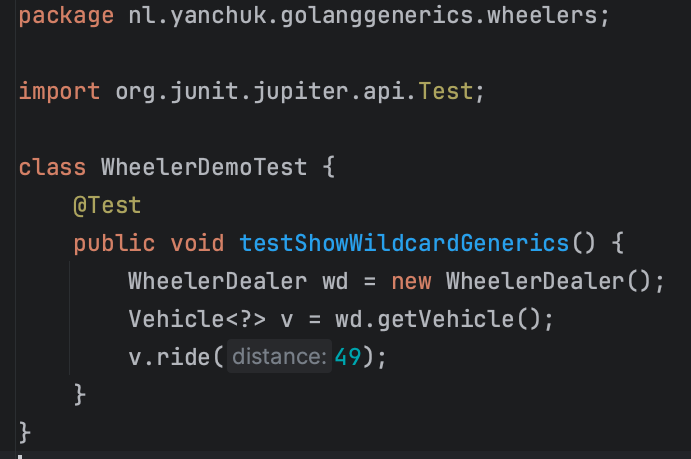 package nl.yanchuk.golanggenerics.wheelers;
import org.junit.jupiter.api.Test;
class WheelerDemoTest {
@Test
public void testShowWildcardGenerics() {
WheelerDealer wd = new WheelerDealer();
Vehicle<?> v = wd.getVehicle();
v.ride( distance: 49);
}
}